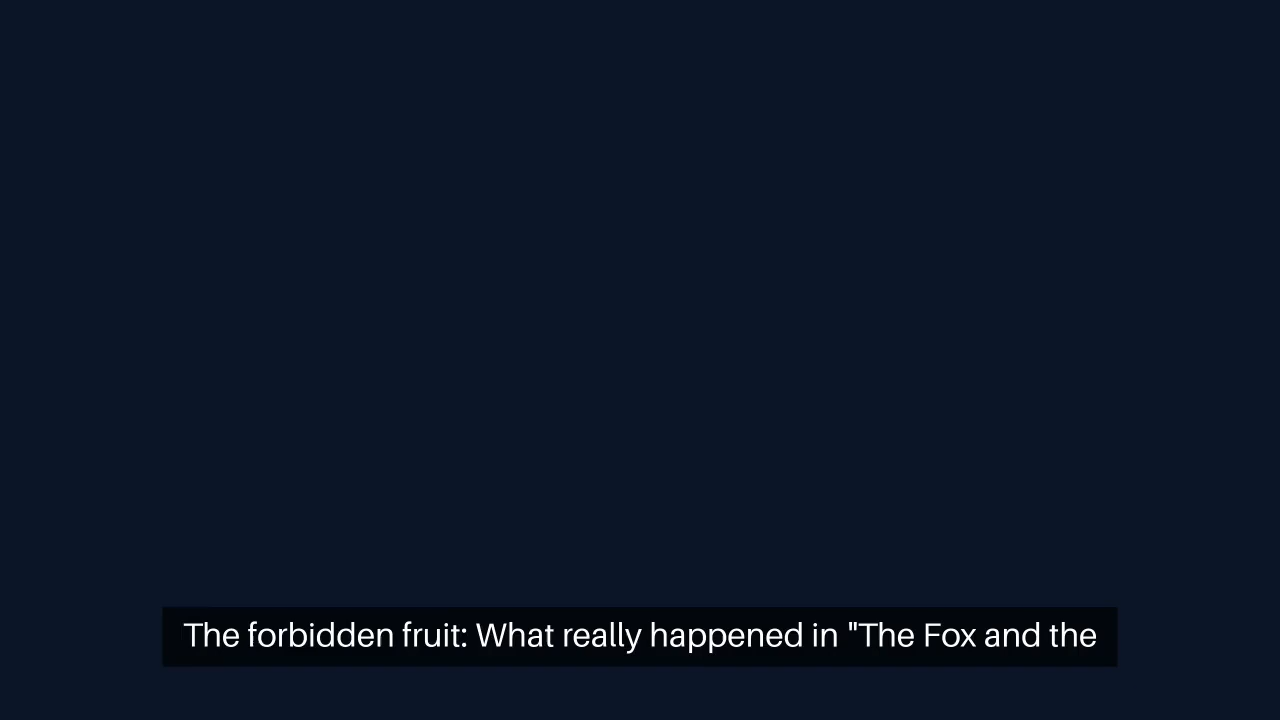 The forbidden fruit: What really happened in "The Fox and the